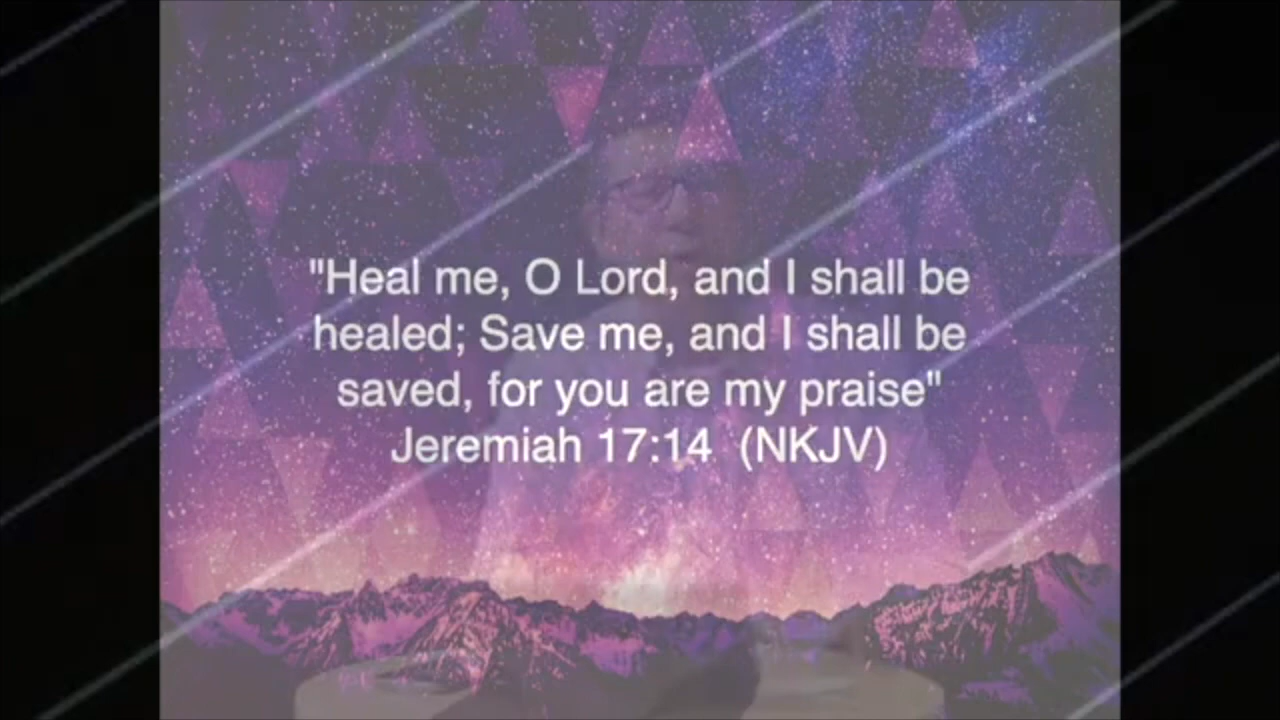 "Heal me, O Lord, and I shall be
healed; Save me, and I shall be
saved, for you are my praise"
Jeremiah 17:14 (NKJV)